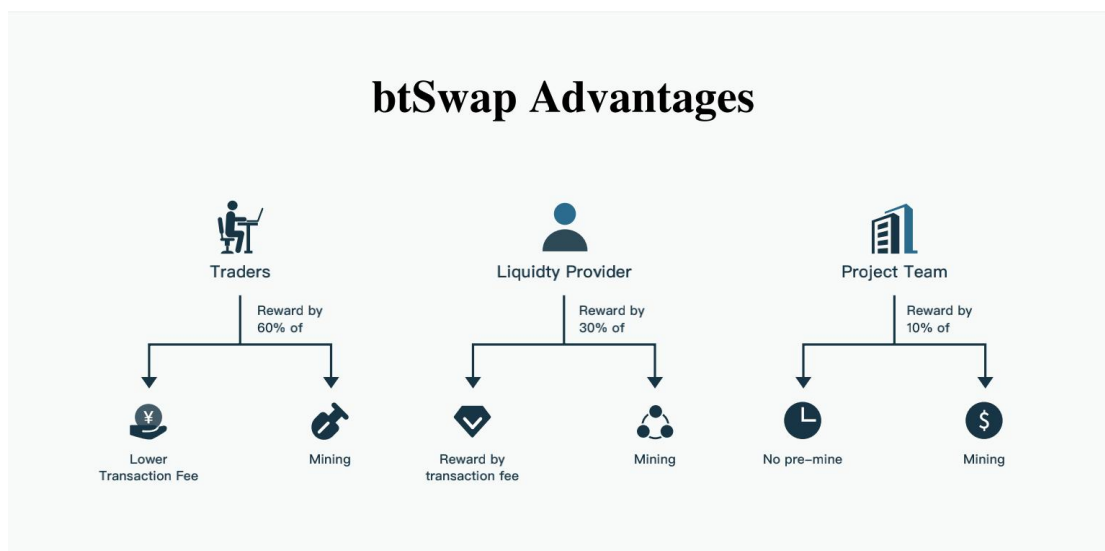 btSwap Advantages
Traders
Liquidty Provider
Project Team
Reward by
60% of
Reward by
30% of
Reward by
10% of
¥
$
Lower
Transaction Fee
Mining
Reward by
transaction fee
Mining
No pre-mine
Mining